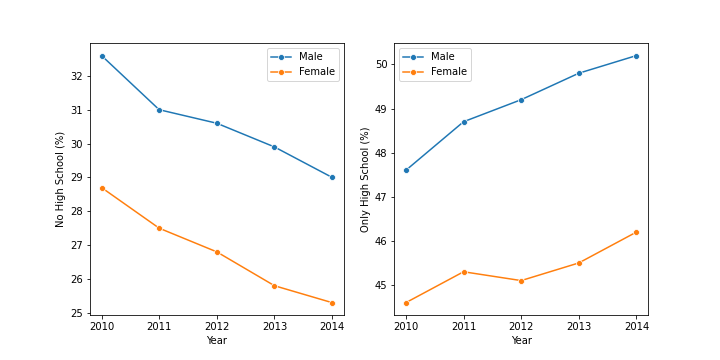 No High School (%)
32
31
30
29
28
27
26
25
2010 2011 2012 2013 2014
Year
Male
Female
Only High School (%)
50
49
48
47
46
45
2010 2011 2012 2013 2014
Year
Male
Female